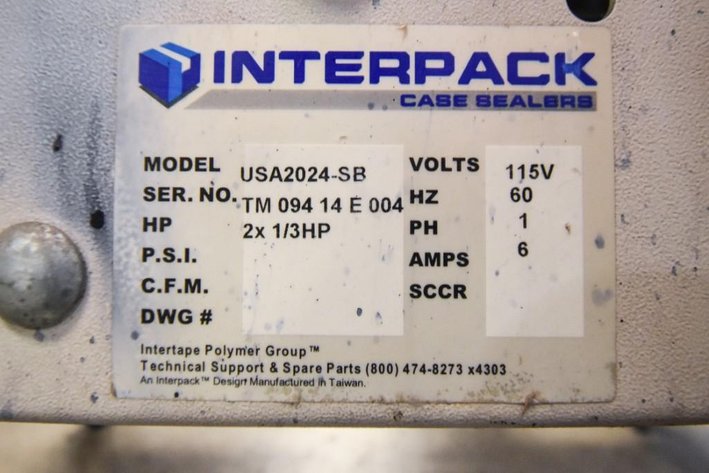 INTERPACK
CASE SEALERS
MODEL USA2024-SB VOLTS 115V
SER. NO. TM 094 14 E 004 HZ 60
HP 2x 1/3HP PH 1
P.S.I. AMPS 6
C.F.M. SCCR
DWG #
Intertape Polymer Group™
Technical Support & Spare Parts (800) 474-8273 x4303
An Interpack™ Design Manufactured in Taiwan.